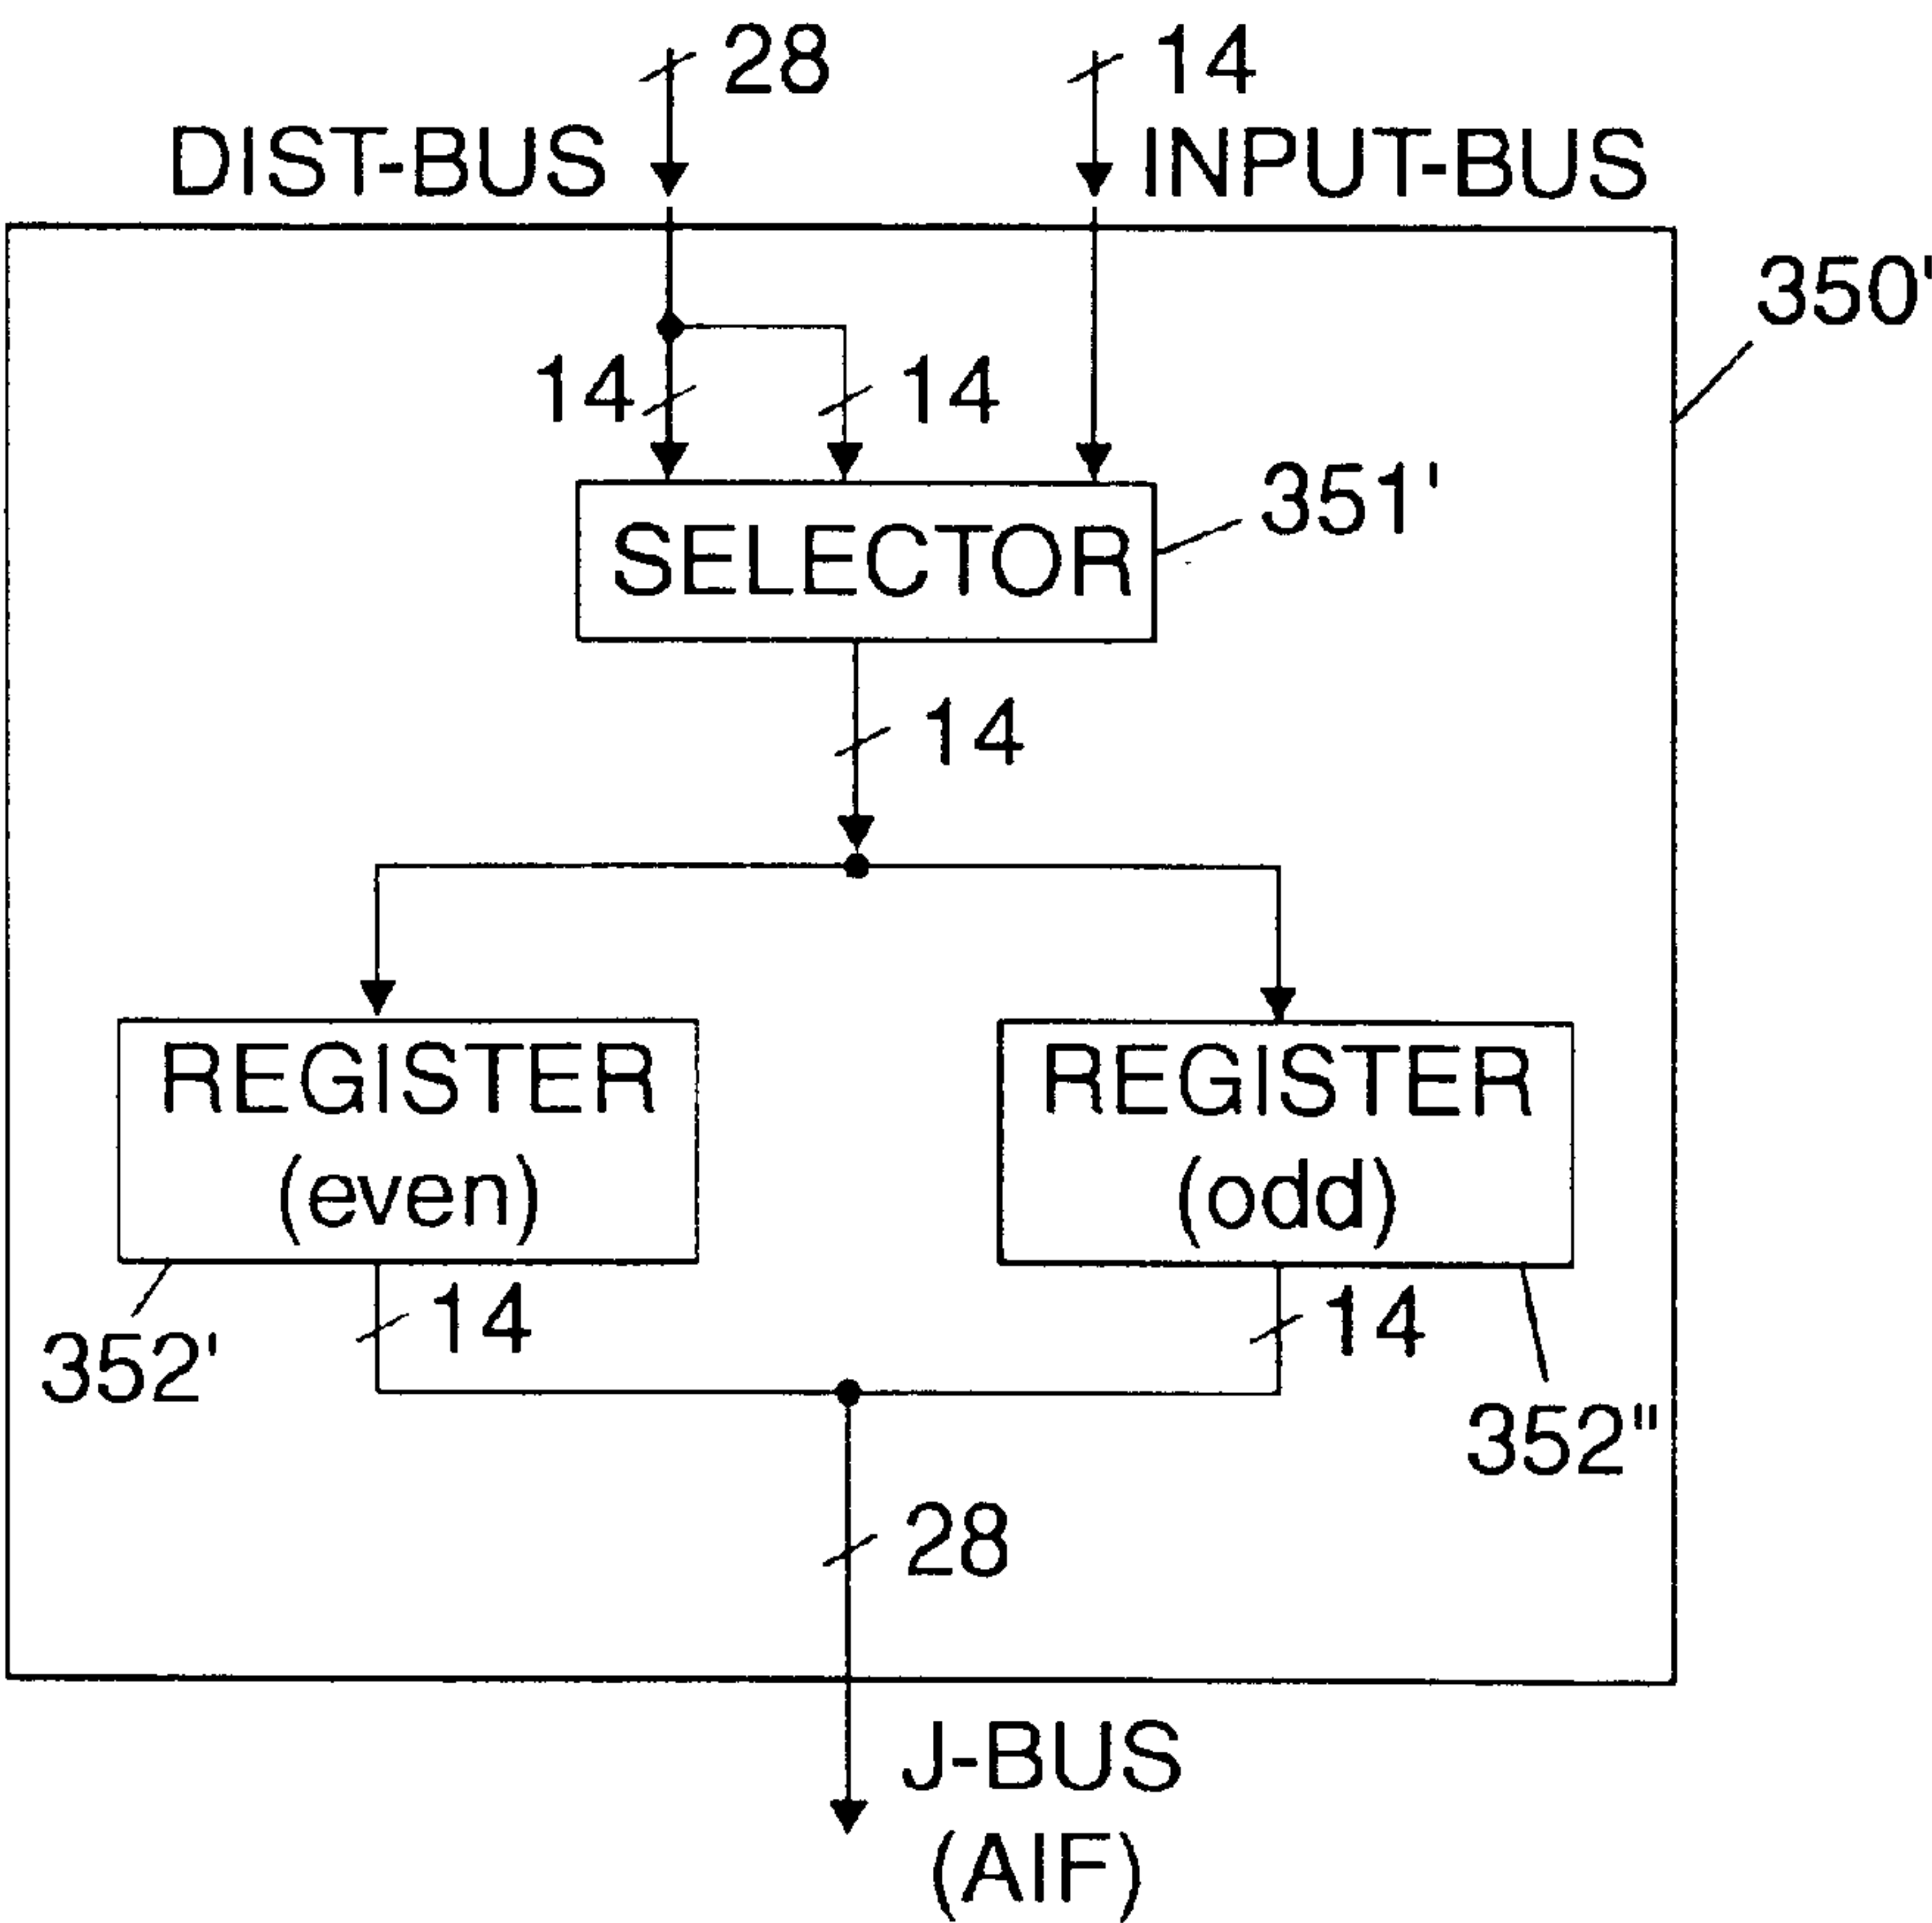 28
14
DIST-BUS
INPUT-BUS
350'
14
14
351'
SELECTOR
14
REGISTER
(even)
REGISTER
(odd)
352'
14
14
352"
28
J-BUS
(AIF)